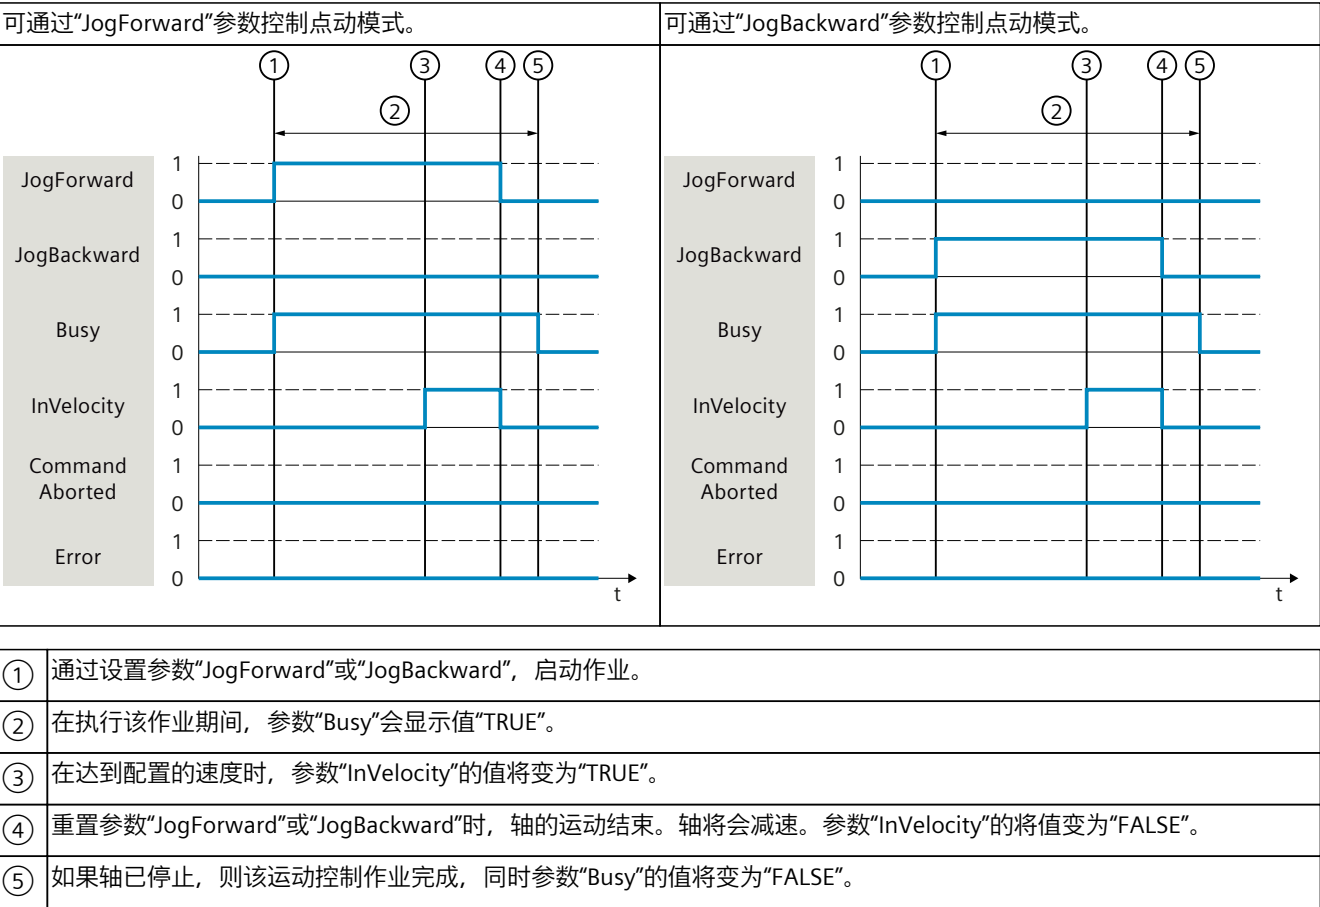 可通过“JogForward”参数控制点动模式。
① ③ ④ ⑤
②
JogForward 1
0
JogBackward 1
0
Busy 1
0
InVelocity 1
0
Command 1
Aborted 0
Error 1
0
t
可通过“JogBackward”参数控制点动模式。
① ③ ④ ⑤
②
JogForward 1
0
JogBackward 1
0
Busy 1
0
InVelocity 1
0
Command 1
Aborted 0
Error 1
0
t
① 通过设置参数“JogForward”或“JogBackward”，启动作业。
② 在执行该作业期间，参数“Busy”会显示值“TRUE”。
③ 在达到配置的速度时，参数“InVelocity”的值将变为“TRUE”。
④ 重置参数“JogForward”或“JogBackward”时，轴的运动结束。轴将会减速。参数“InVelocity”的将值变为“FALSE”。
⑤ 如果轴已停止，则该运动控制作业完成，同时参数“Busy”的值将变为“FALSE”。